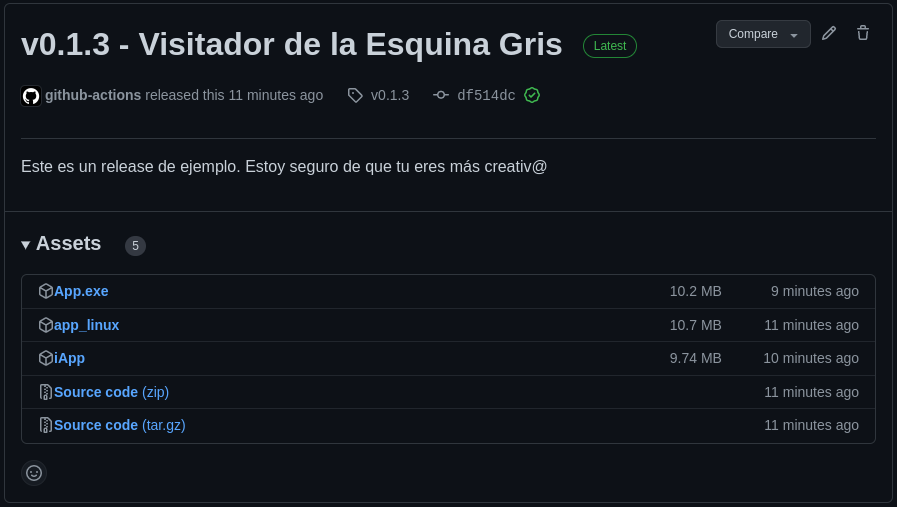 v0.1.3 - Visitador de la Esquina Gris Latest Compare
github-actions released this 11 minutes ago v0.1.3 df514dc
Este es un release de ejemplo. Estoy seguro de que tu eres más creativ@
Assets 5
App.exe 10.2 MB 9 minutes ago
app_linux 10.7 MB 11 minutes ago
iApp 9.74 MB 10 minutes ago
Source code (zip) 11 minutes ago
Source code (tar.gz) 11 minutes ago